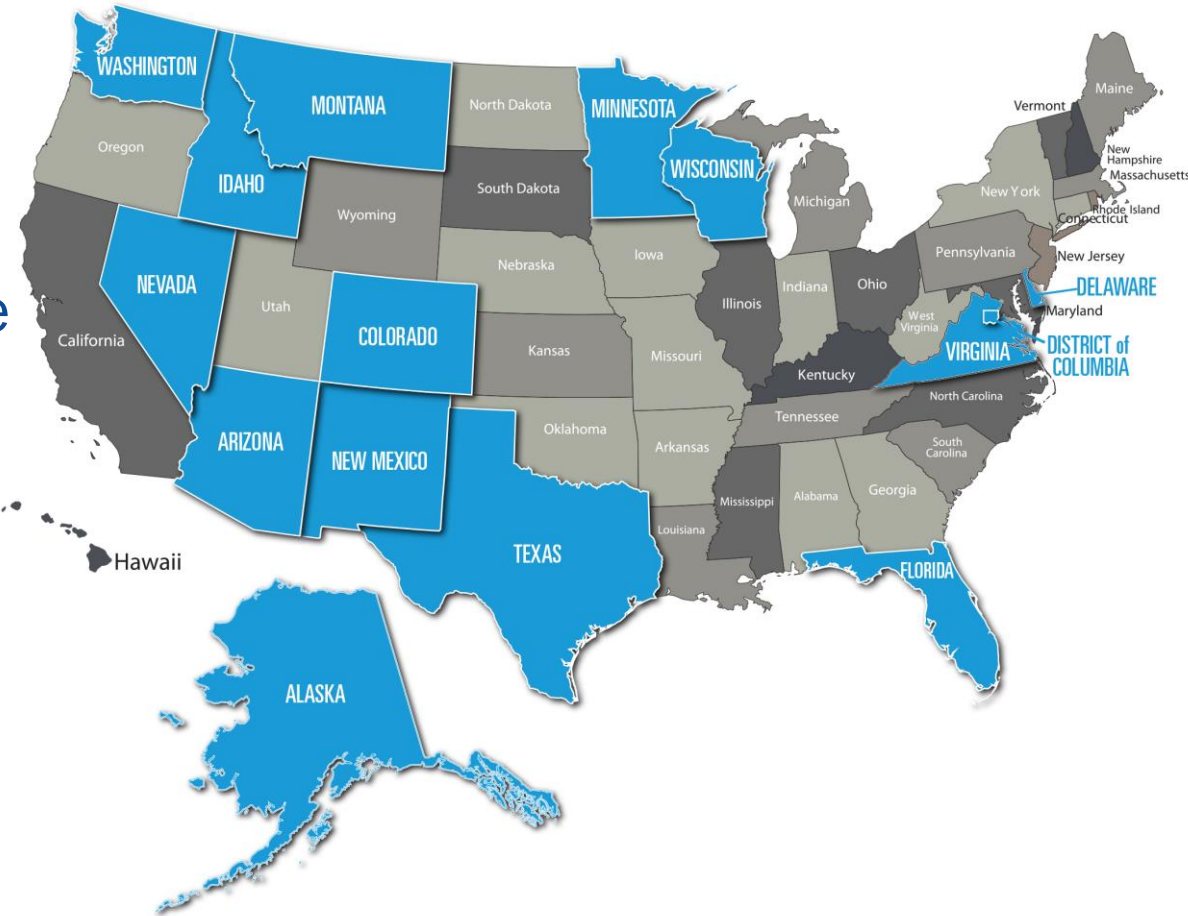 WASHINGTON
MONTANA
North Dakota
MINNESOTA
Maine
Vermont
Oregon
IDAHO
WISCONSIN
New
Hampshire
Massachusetts
South Dakota
Wyoming
Michigan
New York
Rhode Island
Connecticut
Nebraska
Iowa
Pennsylvania
New Jersey
NEVADA
Utah
Illinois
Indiana
Ohio
DELAWARE
e
California
COLORADO
Kansas
Missouri
West
Virginia
Maryland
VIRGINIA
DISTRICT of
COLUMBIA
Kentucky
North Carolina
Tennessee
ARIZONA
NEW MEXICO
Oklahoma
Arkansas
South
Carolina
Mississippi
Alabama
Georgia
Louisiana
Hawaii
TEXAS
FLORIDA
ALASKA